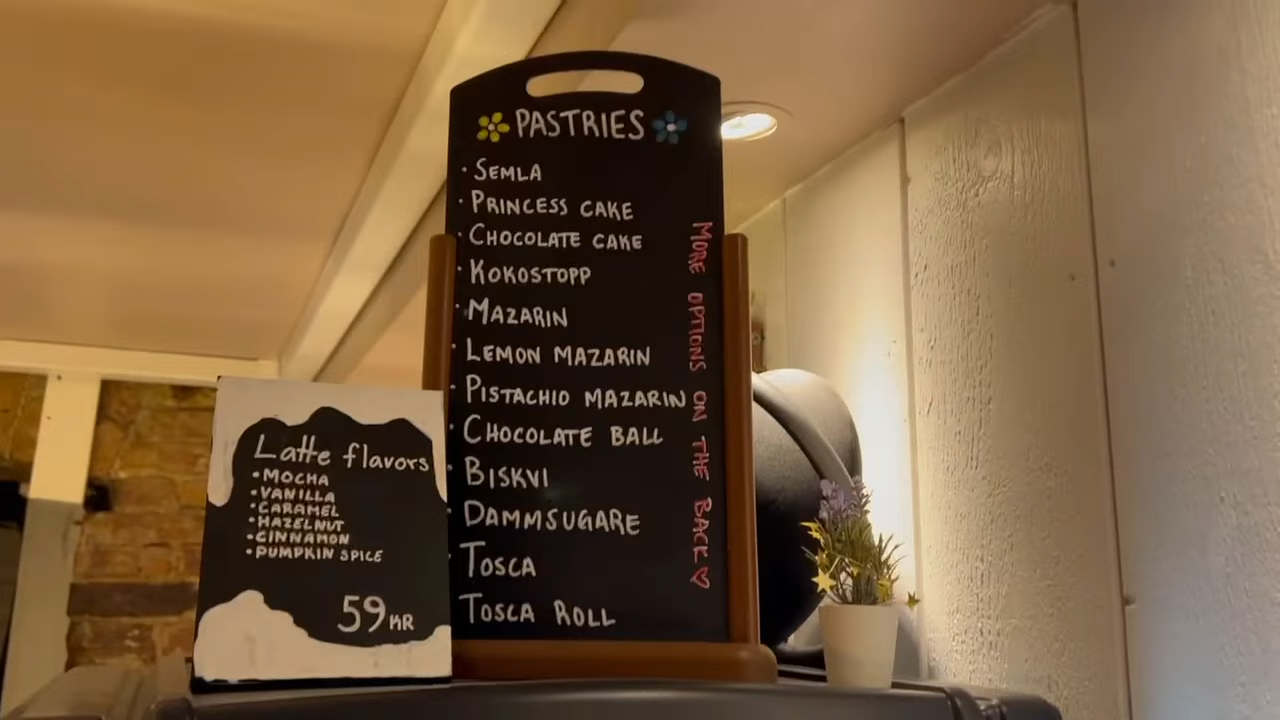 PASTRIES
· SEMLA
· PRINCESS CAKE
· CHOCOLATE CAKE
· KOKOSTOPP
· MAZARIN
· LEMON MAZARIN
· PISTACHIO MAZARIN
· CHOCOLATE BALL
· BISKVI
· DAMMSUGARE
· TOSCA
· TOSCA ROLL
MORE OPTIONS ON THE BACK♡
Latte flavors
• MOCHA
• VANILLA
• CARAMEL
• HAZELNUT
• CINNAMON
• PUMPKIN SPICE
59 KR